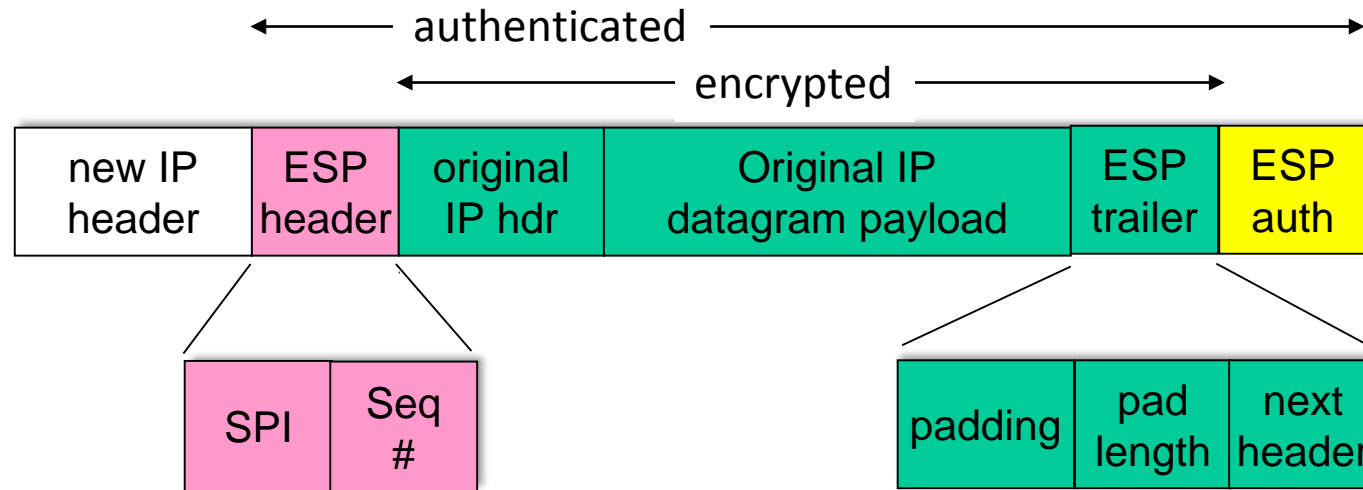 authenticated
encrypted
new IP
header
ESP
header
original
IP hdr
Original IP
datagram payload
ESP
trailer
ESP
auth
SPI
Seq
#
padding
pad
length
next
header